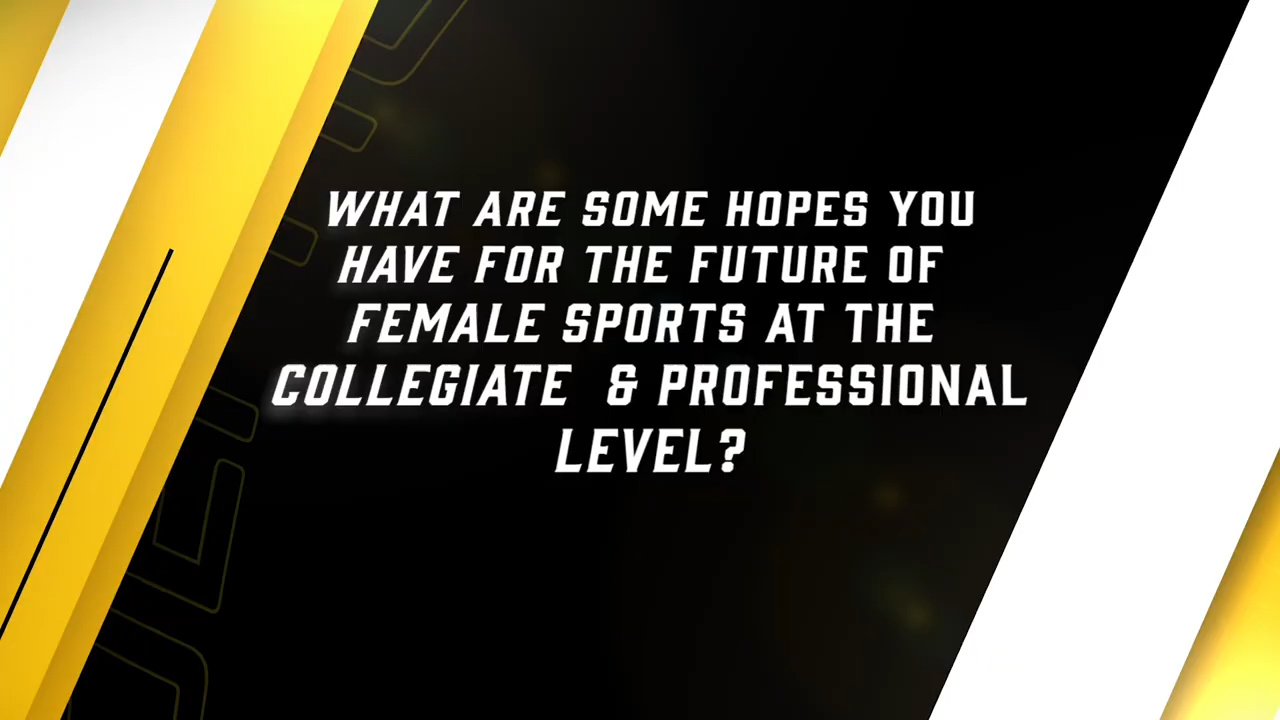 WHAT ARE SOME HOPES YOU
HAVE FOR THE FUTURE OF
FEMALE SPORTS AT THE
COLLEGIATE & PROFESSIONAL
LEVEL?